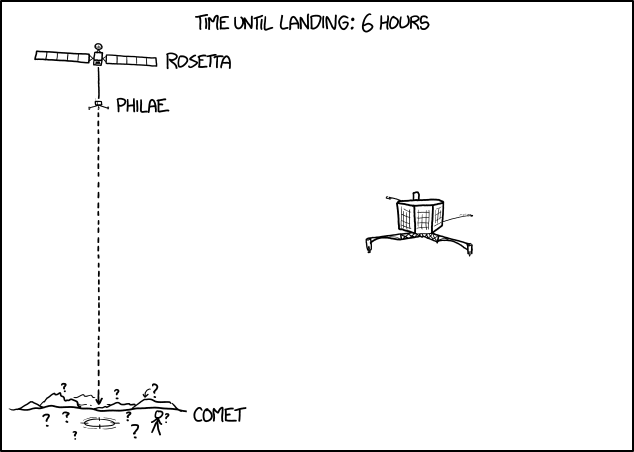 TIME UNTIL LANDING: 6 HOURS
ROSETTA
PHILAE
? ? ?
COMET
? ? ? ?
? ?